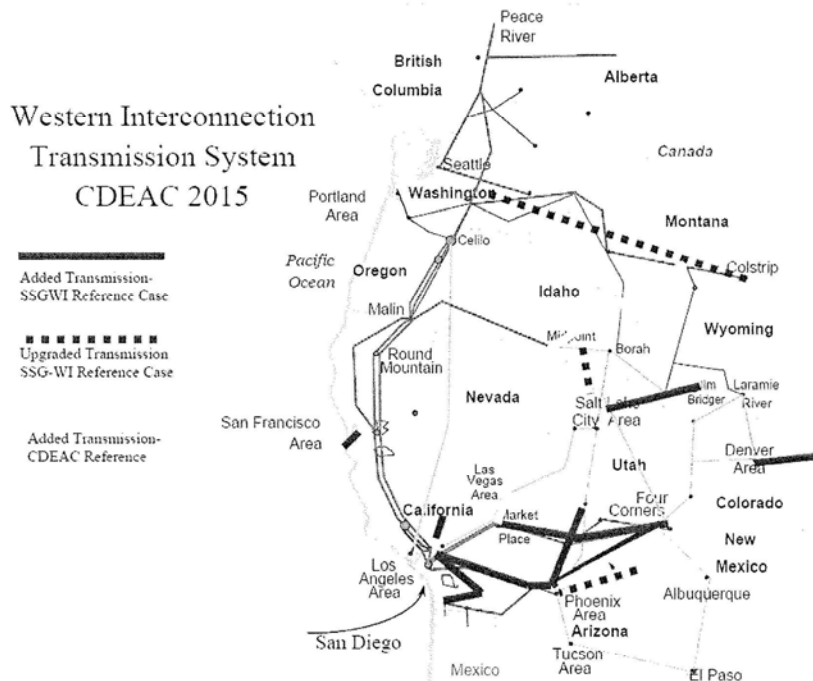 Peace
River
British
Columbia
Alberta
Western Interconnection
Transmission System
CDEAC 2015
Seattle
Canada
Portland
Area
Washington
Montana
Celilo
Colstrip
Pacific
Ocean
Oregon
Added Transmission-
SSGWI Reference Case
Idaho
Malin
Wyoming
Midpoint
Borah
Upgraded Transmission
SSG-WI Reference Case
Round
Mountain
Nevada
Jim
Bridger
Laramie
River
Salt Lake
City Area
San Francisco
Area
Added Transmission-
CDEAC Reference
Denver
Area
Las
Vegas
Area
Utah
Four
Corners
Colorado
California
Market
Place
New
Mexico
Los
Angeles
Area
Albuquerque
Phoenix
Area
Arizona
San Diego
Tucson
Area
Mexico
El Paso